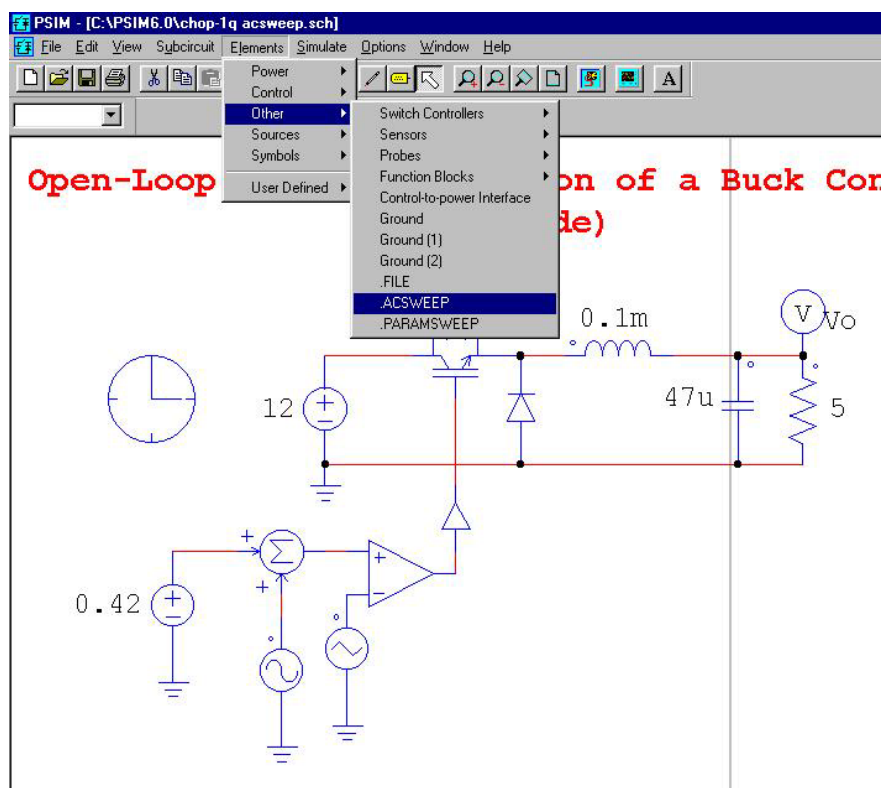 PSIM - [C:\PSIM6.0\chop-1q acsweep.sch]
File Edit View Subcircuit Elements Simulate Options Window Help
A
Power
Control
Other
Sources
Symbols
User Defined
Switch Controllers
Sensors
Probes
Function Blocks
Control-to-power Interface
Ground
Ground (1)
Ground (2)
.FILE
.ACSWEEP
.PARAMSWEEP
Open-Loop on of a Buck Con
de)
0.1m
V Vo
12
47u
5
0.42
Σ